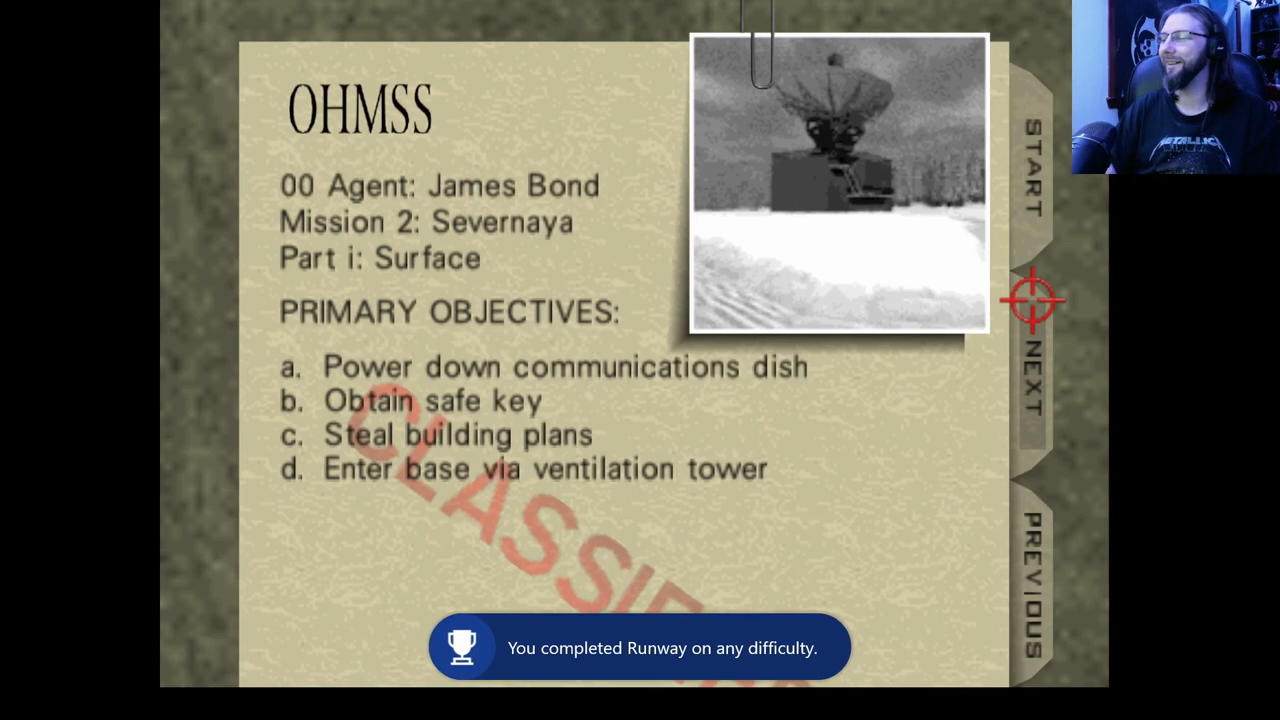 OHMSS
00 Agent: James Bond
Mission 2: Severnaya
Part i: Surface
PRIMARY OBJECTIVES:
a. Power down communications dish
b. Obtain safe key
c. Steal building plans
d. Enter base via ventilation tower
START
NEXT
PREVIOUS
METALLICA
You completed Runway on any difficulty.